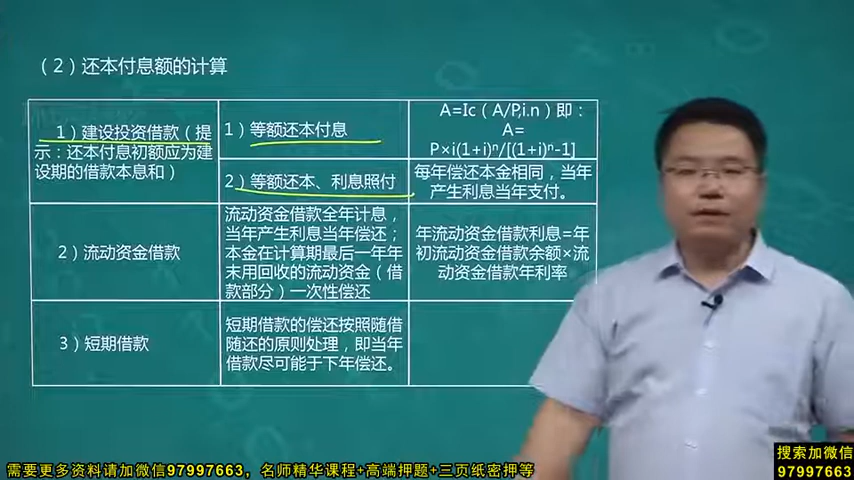 （2）还本付息额的计算
1）建设投资借款（提
示：还本付息初额应为建
设期的借款本息和）
1）等额还本付息
A=Ic（A/P,i.n）即：
A=
P×i(1+i)ⁿ/[(1+i)ⁿ-1]
2）等额还本、利息照付
每年偿还本金相同，当年
产生利息当年支付。
2）流动资金借款
流动资金借款全年计息，
当年产生利息当年偿还；
本金在计算期最后一年年
末用回收的流动资金（借
款部分）一次性偿还
年流动资金借款利息=年
初流动资金借款余额×流
动资金借款年利率
3）短期借款
短期借款的偿还按照随借
随还的原则处理，即当年
借款尽可能于下年偿还。
需要更多资料请加微信97997663，名师精华课程+高端押题+三页纸密押等
搜索加微信
97997663